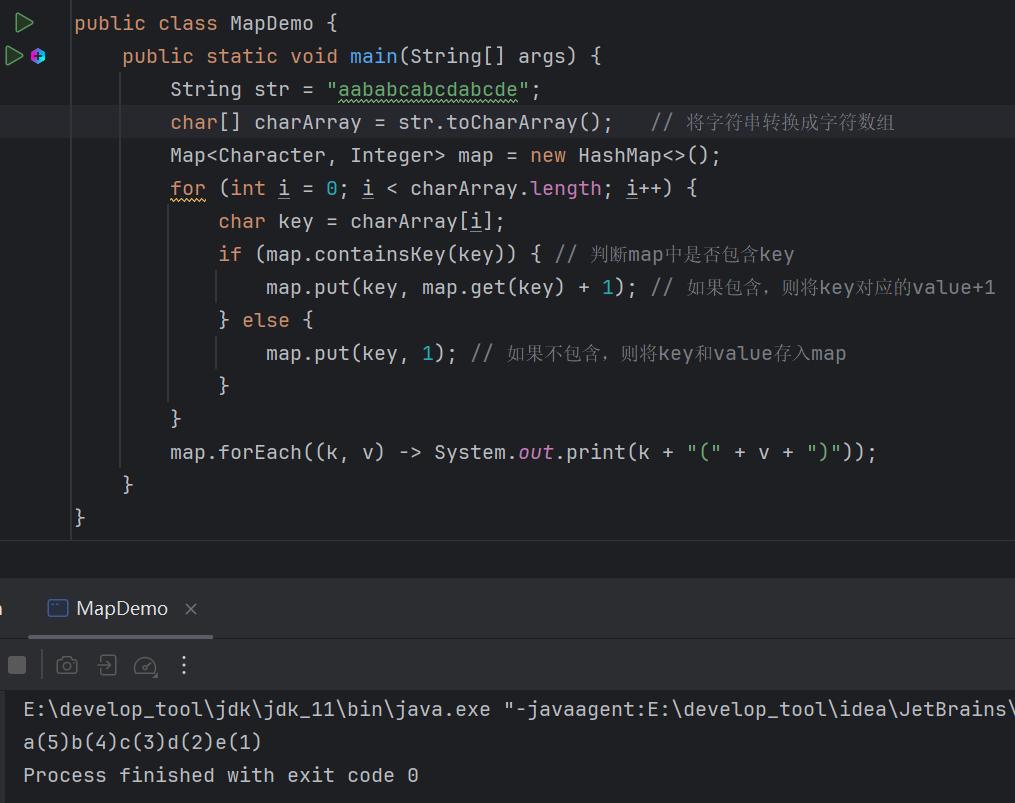 public class MapDemo {
public static void main(String[] args) {
String str = "aababcabcdabcde";
char[] charArray = str.toCharArray();   // 将字符串转换成字符数组
Map<Character, Integer> map = new HashMap<>();
for (int i = 0; i < charArray.length; i++) {
char key = charArray[i];
if (map.containsKey(key)) { // 判断map中是否包含key
map.put(key, map.get(key) + 1); // 如果包含，则将key对应的value+1
} else {
map.put(key, 1); // 如果不包含，则将key和value存入map
}
}
map.forEach((k, v) -> System.out.print(k + "(" + v + ")"));
}
}
MapDemo
E:\develop_tool\jdk\jdk_11\bin\java.exe "-javaagent:E:\develop_tool\idea\JetBrains\
a(5)b(4)c(3)d(2)e(1)
Process finished with exit code 0